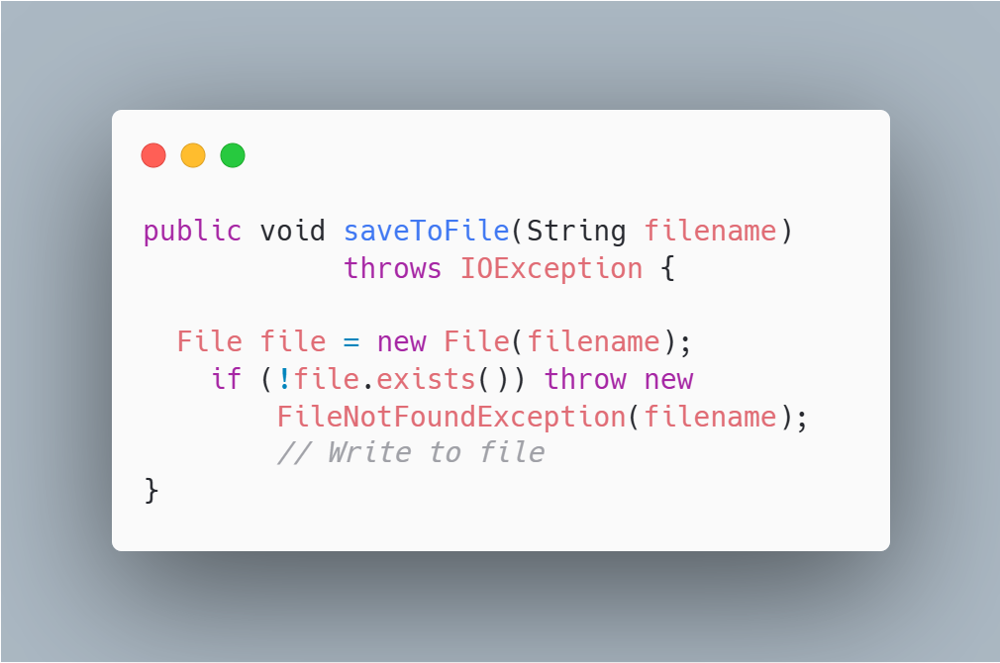 public void saveToFile(String filename)
            throws IOException {

  File file = new File(filename);
    if (!file.exists()) throw new
        FileNotFoundException(filename);
        // Write to file
}